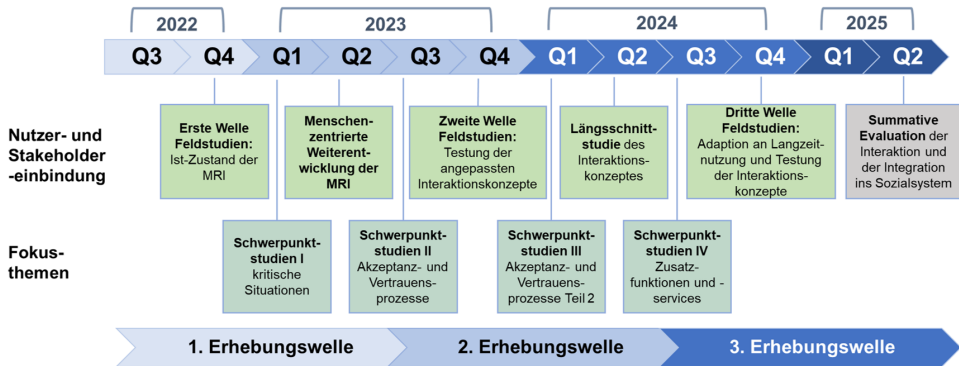 2022
2023
2024
2025
Q3
Q4
Q1
Q2
Q3
Q4
Q1
Q2
Q3
Q4
Q1
Q2
Nutzer- und
Stakeholder
-einbindung
Erste Welle
Feldstudien:
Ist-Zustand der
MRI
Menschen-
zentrierte
Weiterent-
wicklung der
MRI
Zweite Welle
Feldstudien:
Testung der
angepassten
Interaktionskonzepte
Längsschnitt-
studie des
Interaktions-
konzeptes
Dritte Welle
Feldstudien:
Adaption an Langzeit-
nutzung und Testung
der Interaktions-
konzepte
Summative
Evaluation der
Interaktion und
der Integration
ins Sozialsystem
Fokus-
themen
Schwerpunkt-
studien I
kritische
Situationen
Schwerpunkt-
studien II
Akzeptanz- und
Vertrauens-
prozesse
Schwerpunkt-
studien III
Akzeptanz- und
Vertrauens-
prozesse Teil 2
Schwerpunkt-
studien IV
Zusatz-
funktionen und -
services
1. Erhebungswelle
2. Erhebungswelle
3. Erhebungswelle